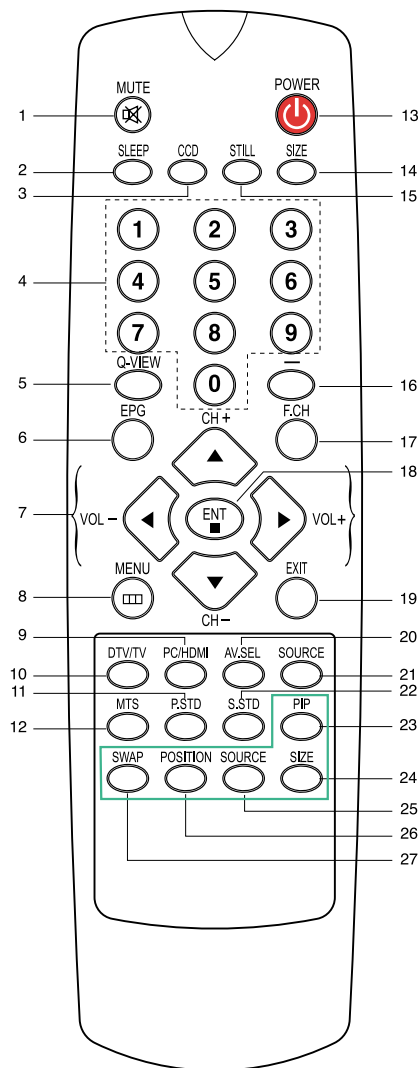 MUTE POWER
1 13
SLEEP CCD STILL SIZE
2 14
3 15
1 2 3
4
4 5 6
7 8 9
Q-VIEW —
5 0 16
EPG CH + F.CH
6 17
18
7 VOL − ENT VOL+
MENU EXIT
8 19
CH−
9 20
DTV/TV PC/HDMI AV.SEL SOURCE
10 21
11 22
MTS P.STD S.STD PIP
12 23
SWAP POSITION SOURCE SIZE
24
25
26
27